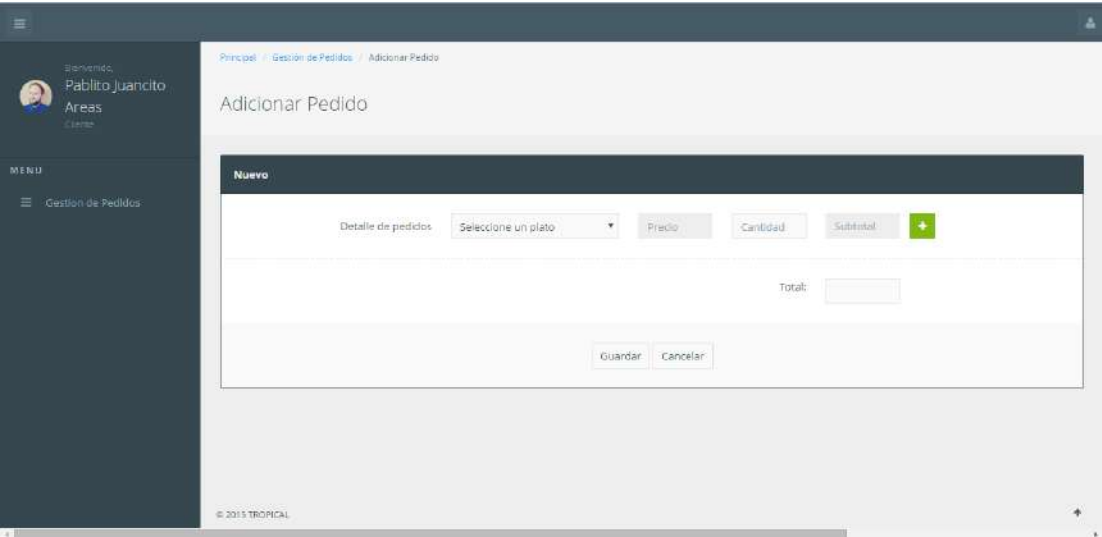 Bienvenido,
Pablito Juancito
Areas
Cliente
MENU
Gestion de Pedidos
Principal / Gestión de Pedidos / Adicionar Pedido
Adicionar Pedido
Nuevo
Detalle de pedidos Seleccione un plato Precio Cantidad Subtotal +
Total:
Guardar Cancelar
© 2015 TROPICAL